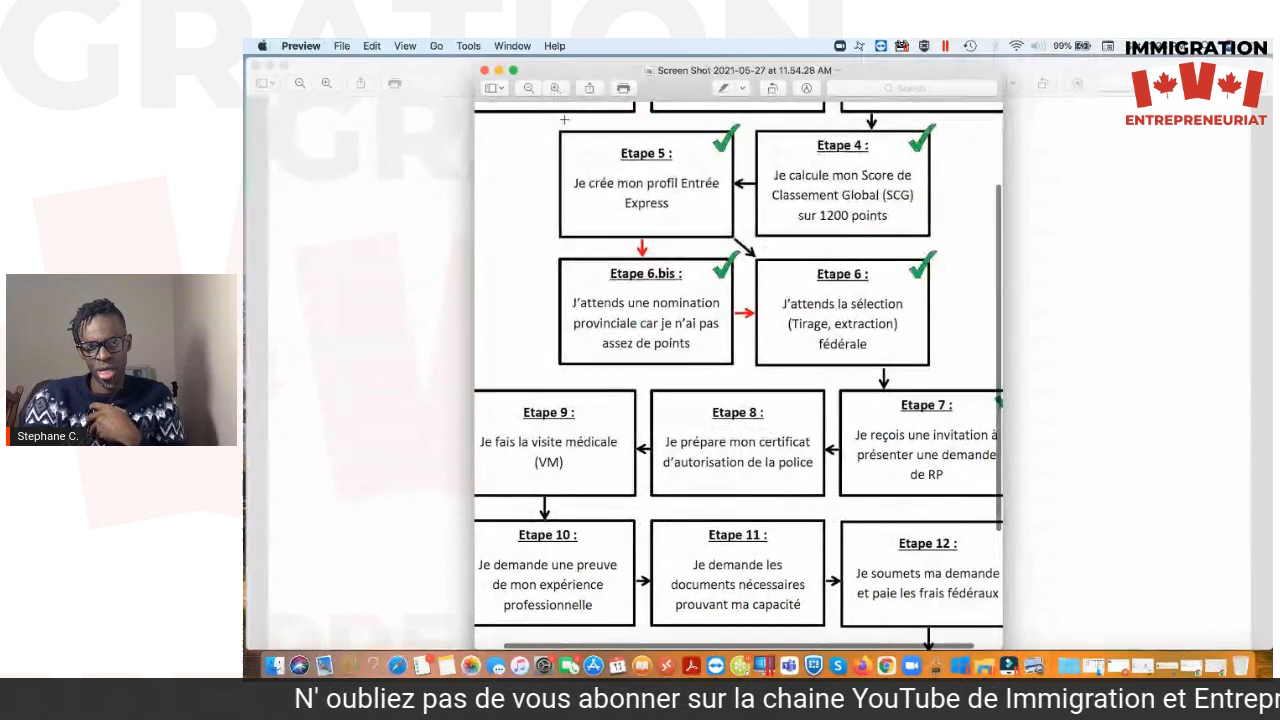 Preview File Edit View Go Tools Window Help
99%
IMMIGRATION
ENTREPRENEURIAT
Screen Shot 2021-05-27 at 11.54.28 AM
Search
Etape 5 :
Je crée mon profil Entrée
Express
Etape 4 :
Je calcule mon Score de
Classement Global (SCG)
sur 1200 points
Etape 6.bis :
J'attends une nomination
provinciale car je n'ai pas
assez de points
Etape 6 :
J'attends la sélection
(Tirage, extraction)
fédérale
Etape 9 :
Je fais la visite médicale
(VM)
Etape 8 :
Je prépare mon certificat
d'autorisation de la police
Etape 7 :
Je reçois une invitation à
présenter une demande
de RP
Etape 10 :
Je demande une preuve
de mon expérience
professionnelle
Etape 11 :
Je demande les
documents nécessaires
prouvant ma capacité
Etape 12 :
Je soumets ma demande
et paie les frais fédéraux
Stephane C.
N' oubliez pas de vous abonner sur la chaine YouTube de Immigration et Entrepr